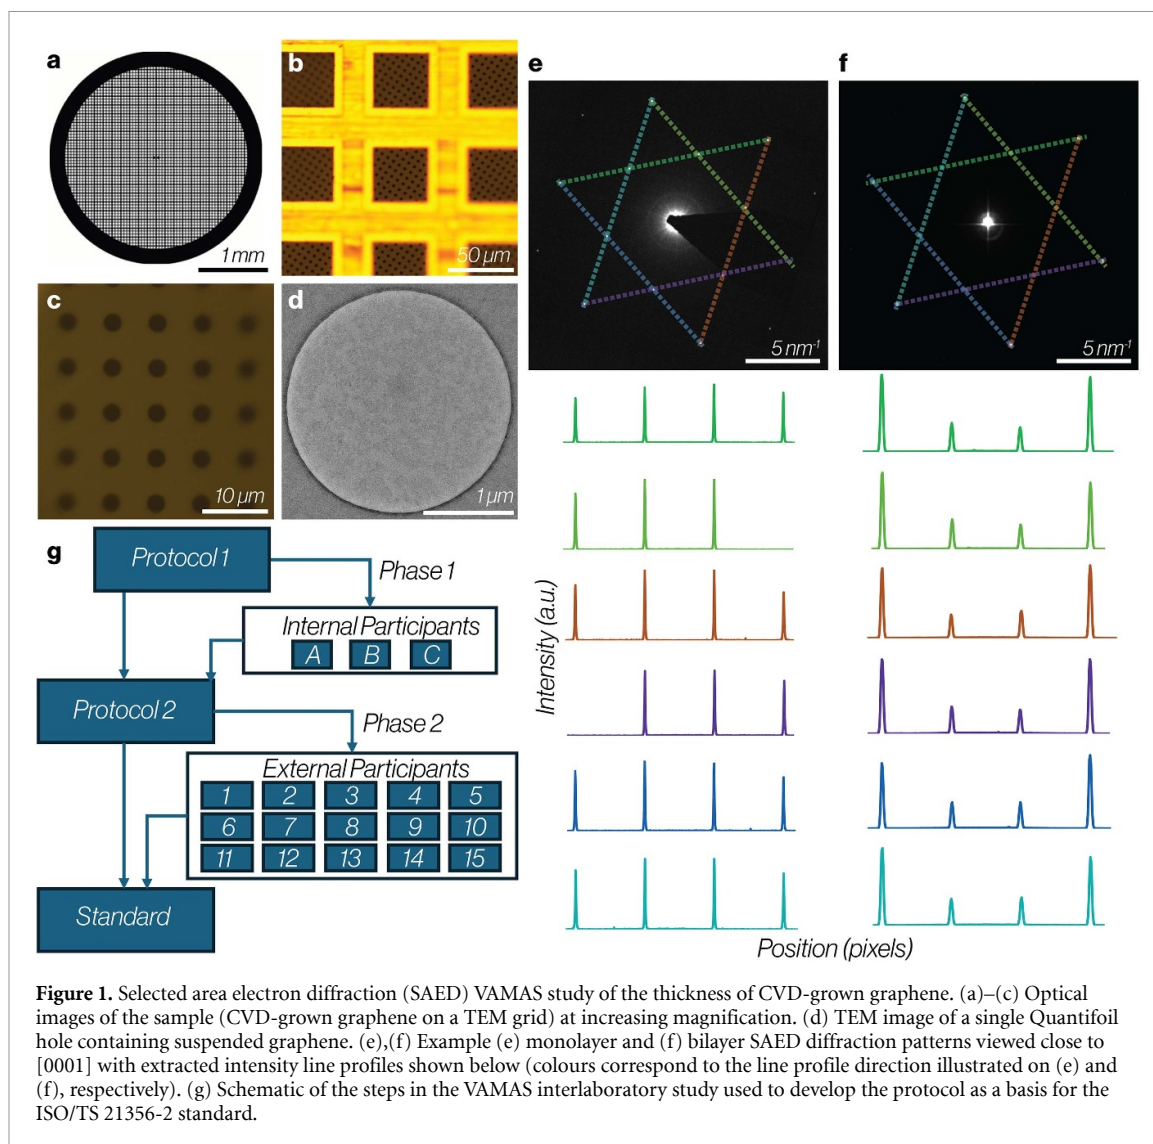 a
1 mm
b
50 µm
c
10 µm
d
1 µm
e
5 nm-1
f
5 nm-1
g
Protocol 1
Phase 1
Internal Participants
A B C
Protocol 2
Phase 2
External Participants
1 2 3 4 5
6 7 8 9 10
11 12 13 14 15
Standard
Intensity (a.u.)
Position (pixels)
Figure 1. Selected area electron diffraction (SAED) VAMAS study of the thickness of CVD-grown graphene. (a)–(c) Optical
images of the sample (CVD-grown graphene on a TEM grid) at increasing magnification. (d) TEM image of a single Quantifoil
hole containing suspended graphene. (e),(f) Example (e) monolayer and (f) bilayer SAED diffraction patterns viewed close to
[0001] with extracted intensity line profiles shown below (colours correspond to the line profile direction illustrated on (e) and
(f), respectively). (g) Schematic of the steps in the VAMAS interlaboratory study used to develop the protocol as a basis for the
ISO/TS 21356-2 standard.